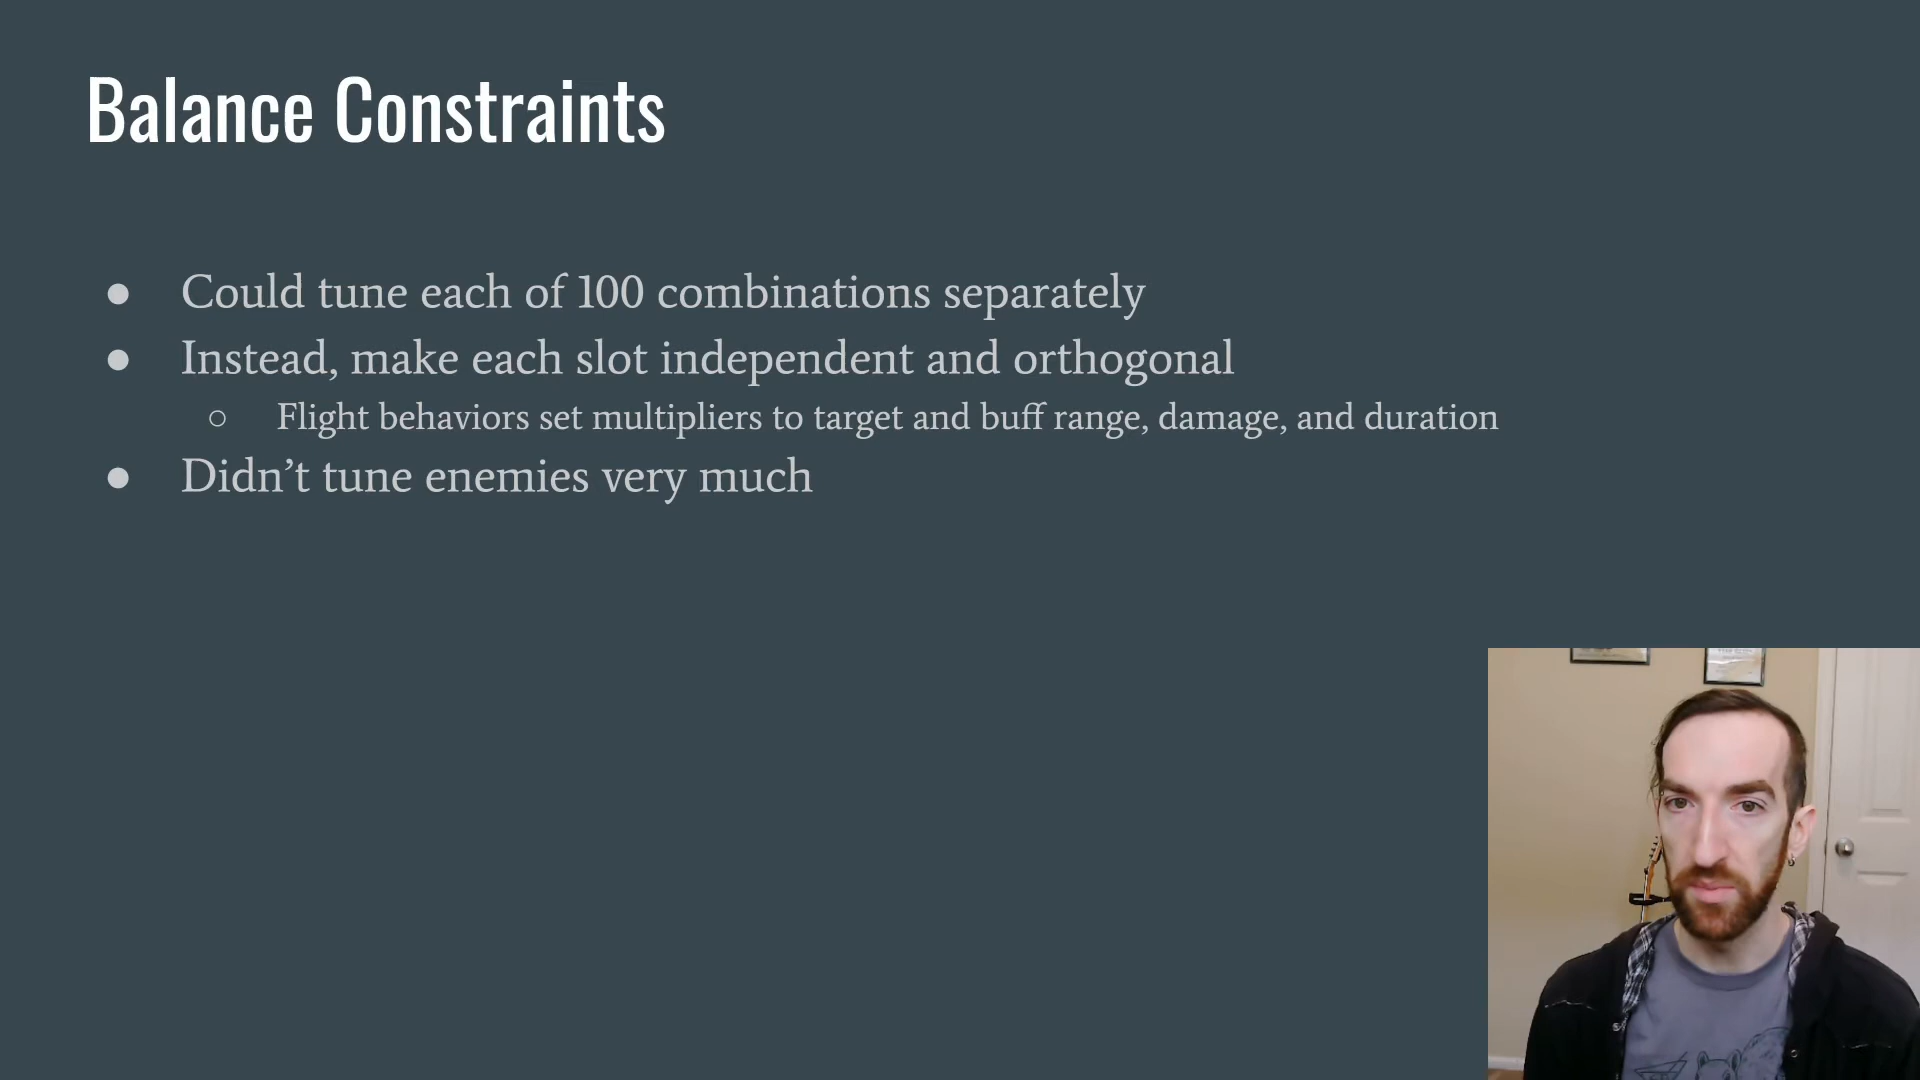 Balance Constraints
● Could tune each of 100 combinations separately
● Instead, make each slot independent and orthogonal
○ Flight behaviors set multipliers to target and buff range, damage, and duration
● Didn’t tune enemies very much